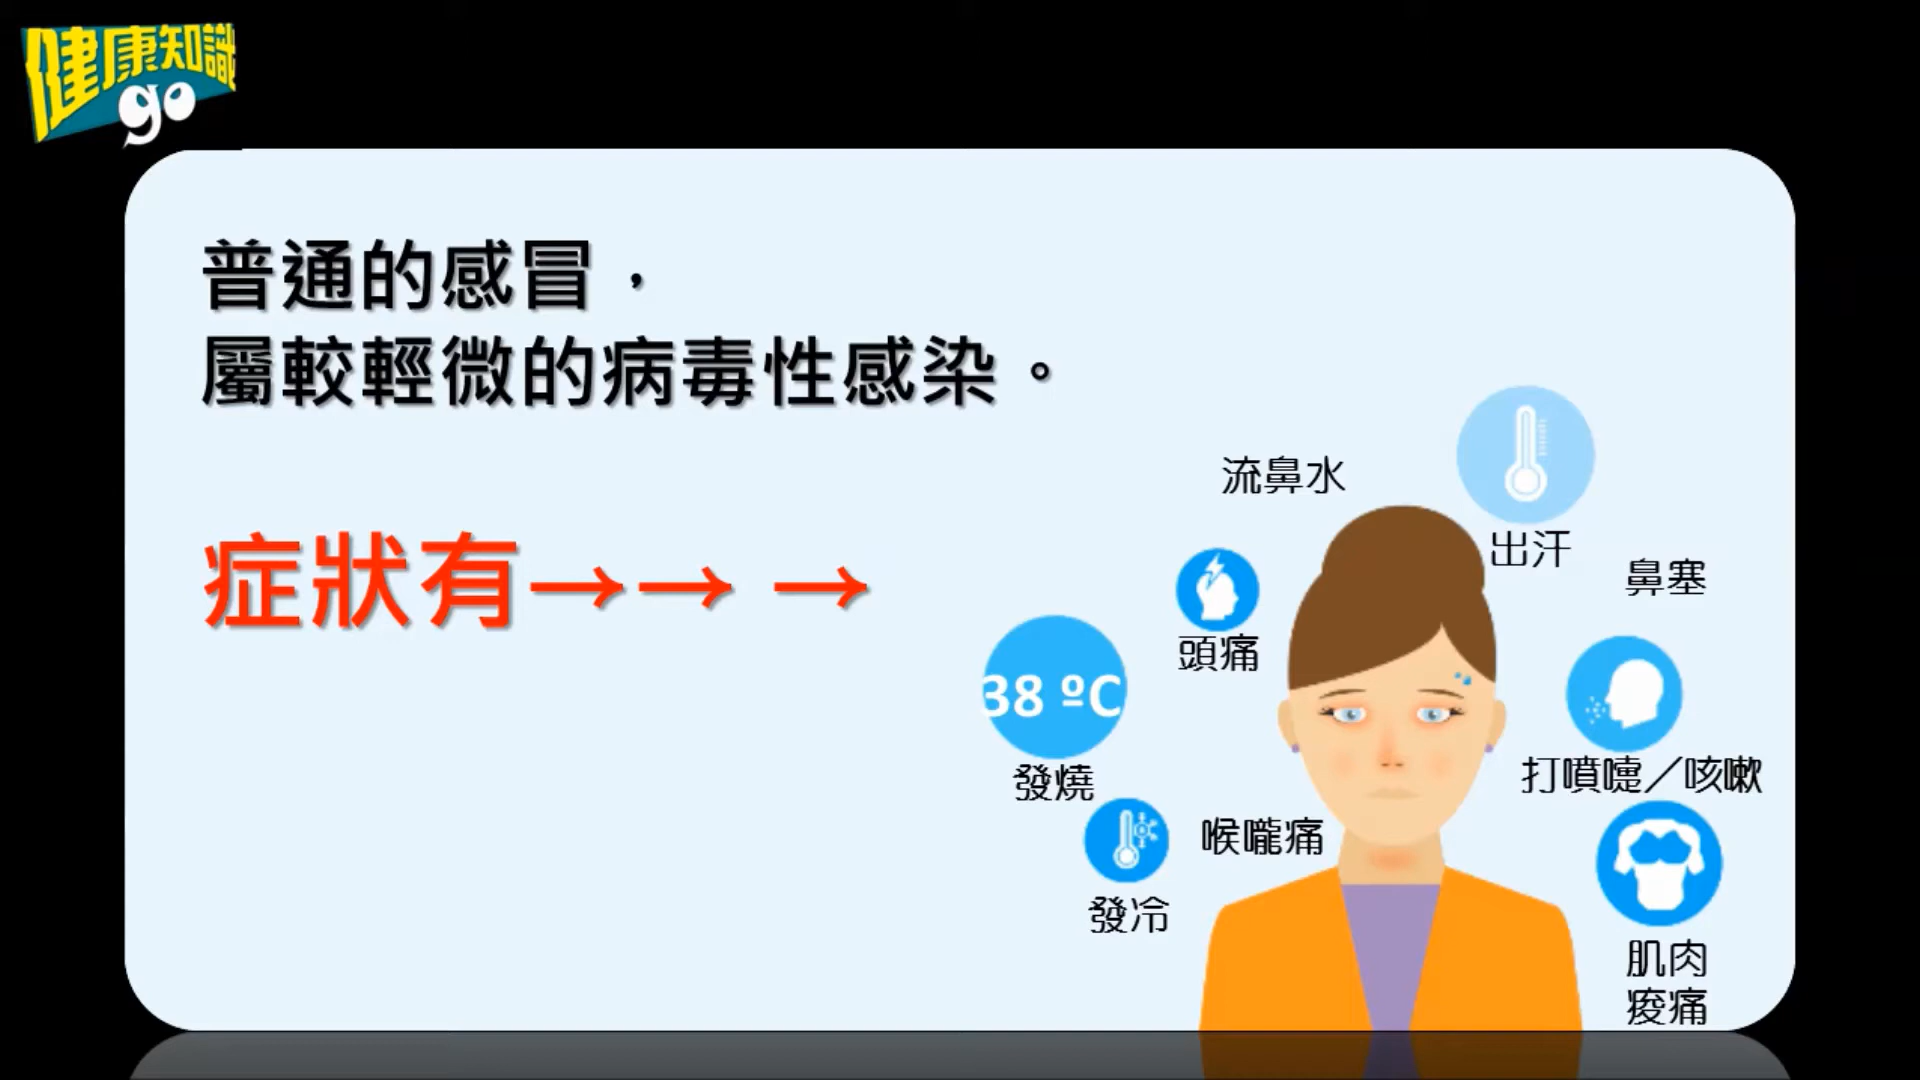 健康知識
go
普通的感冒，
屬較輕微的病毒性感染。
症狀有→→ →
流鼻水
出汗
鼻塞
頭痛
38 ºC
發燒
打噴嚏／咳嗽
喉嚨痛
發冷
肌肉
痠痛